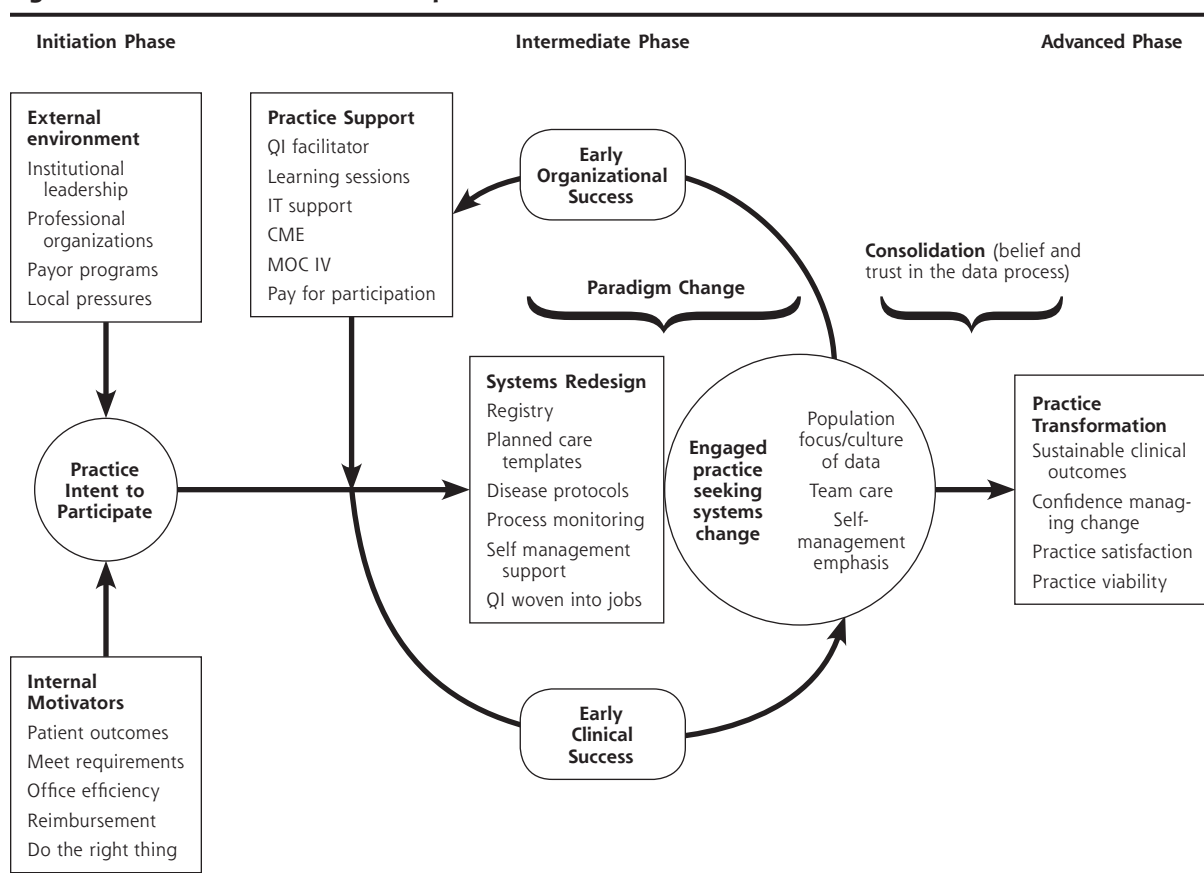 Initiation Phase
Intermediate Phase
Advanced Phase
External
environment
Institutional
leadership
Professional
organizations
Payor programs
Local pressures
Practice Support
QI facilitator
Learning sessions
IT support
CME
MOC IV
Pay for participation
Early
Organizational
Success
Paradigm Change
Consolidation (belief and
trust in the data process)
Practice
Intent to
Participate
Systems Redesign
Registry
Planned care
templates
Disease protocols
Process monitoring
Self management
support
QI woven into jobs
Engaged
practice
seeking
systems
change
Population
focus/culture
of data
Team care
Self-
management
emphasis
Practice
Transformation
Sustainable clinical
outcomes
Confidence manag-
ing change
Practice satisfaction
Practice viability
Internal
Motivators
Patient outcomes
Meet requirements
Office efficiency
Reimbursement
Do the right thing
Early
Clinical
Success